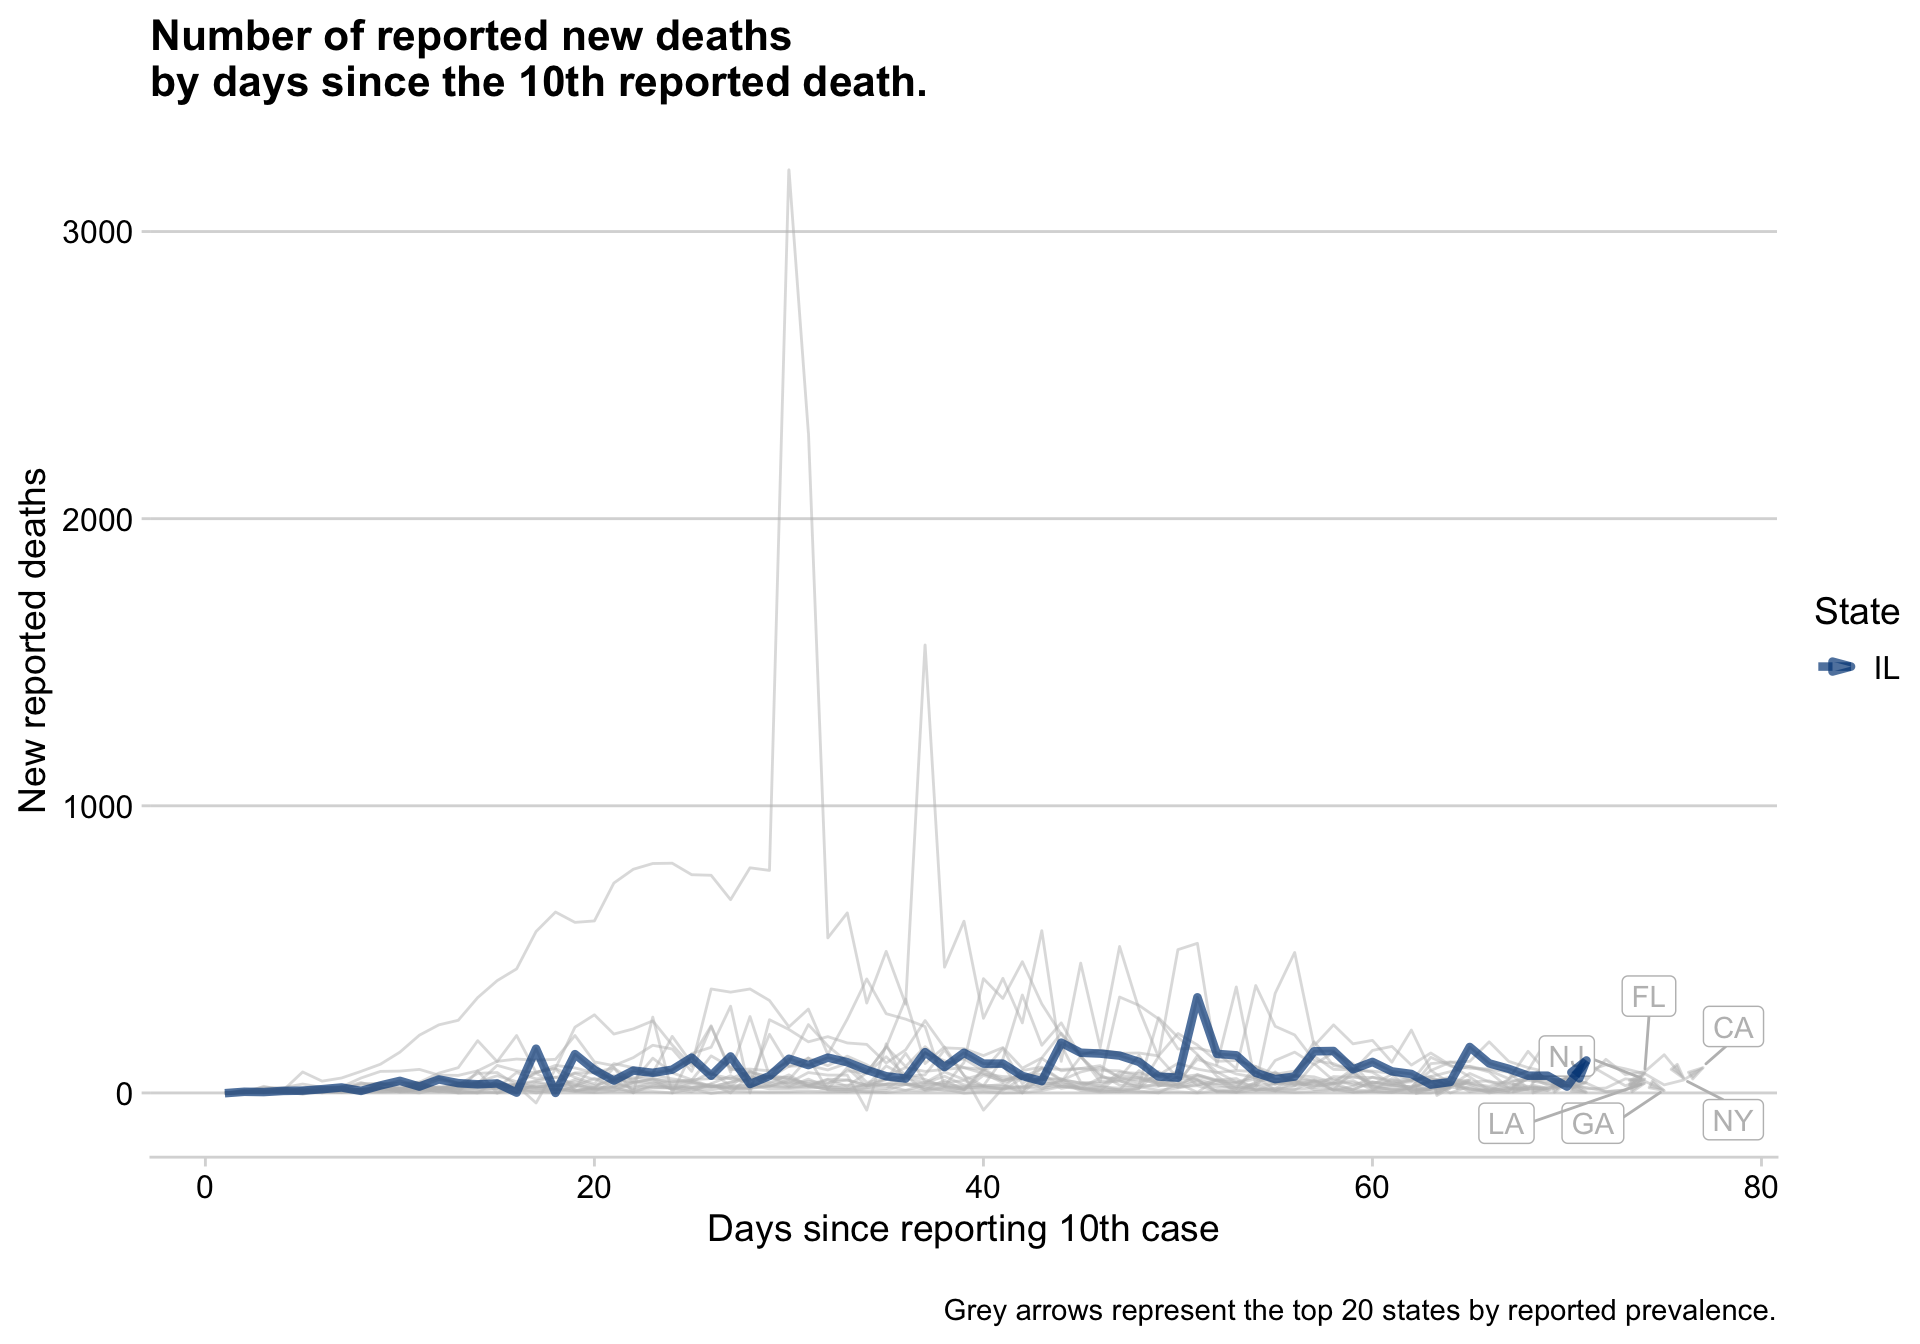 Number of reported new deaths
by days since the 10th reported death.
3000
2000
1000
0
New reported deaths
FL
CA
NJ
LA
GA
NY
State
IL
0 20 40 60 80
Days since reporting 10th case
Grey arrows represent the top 20 states by reported prevalence.